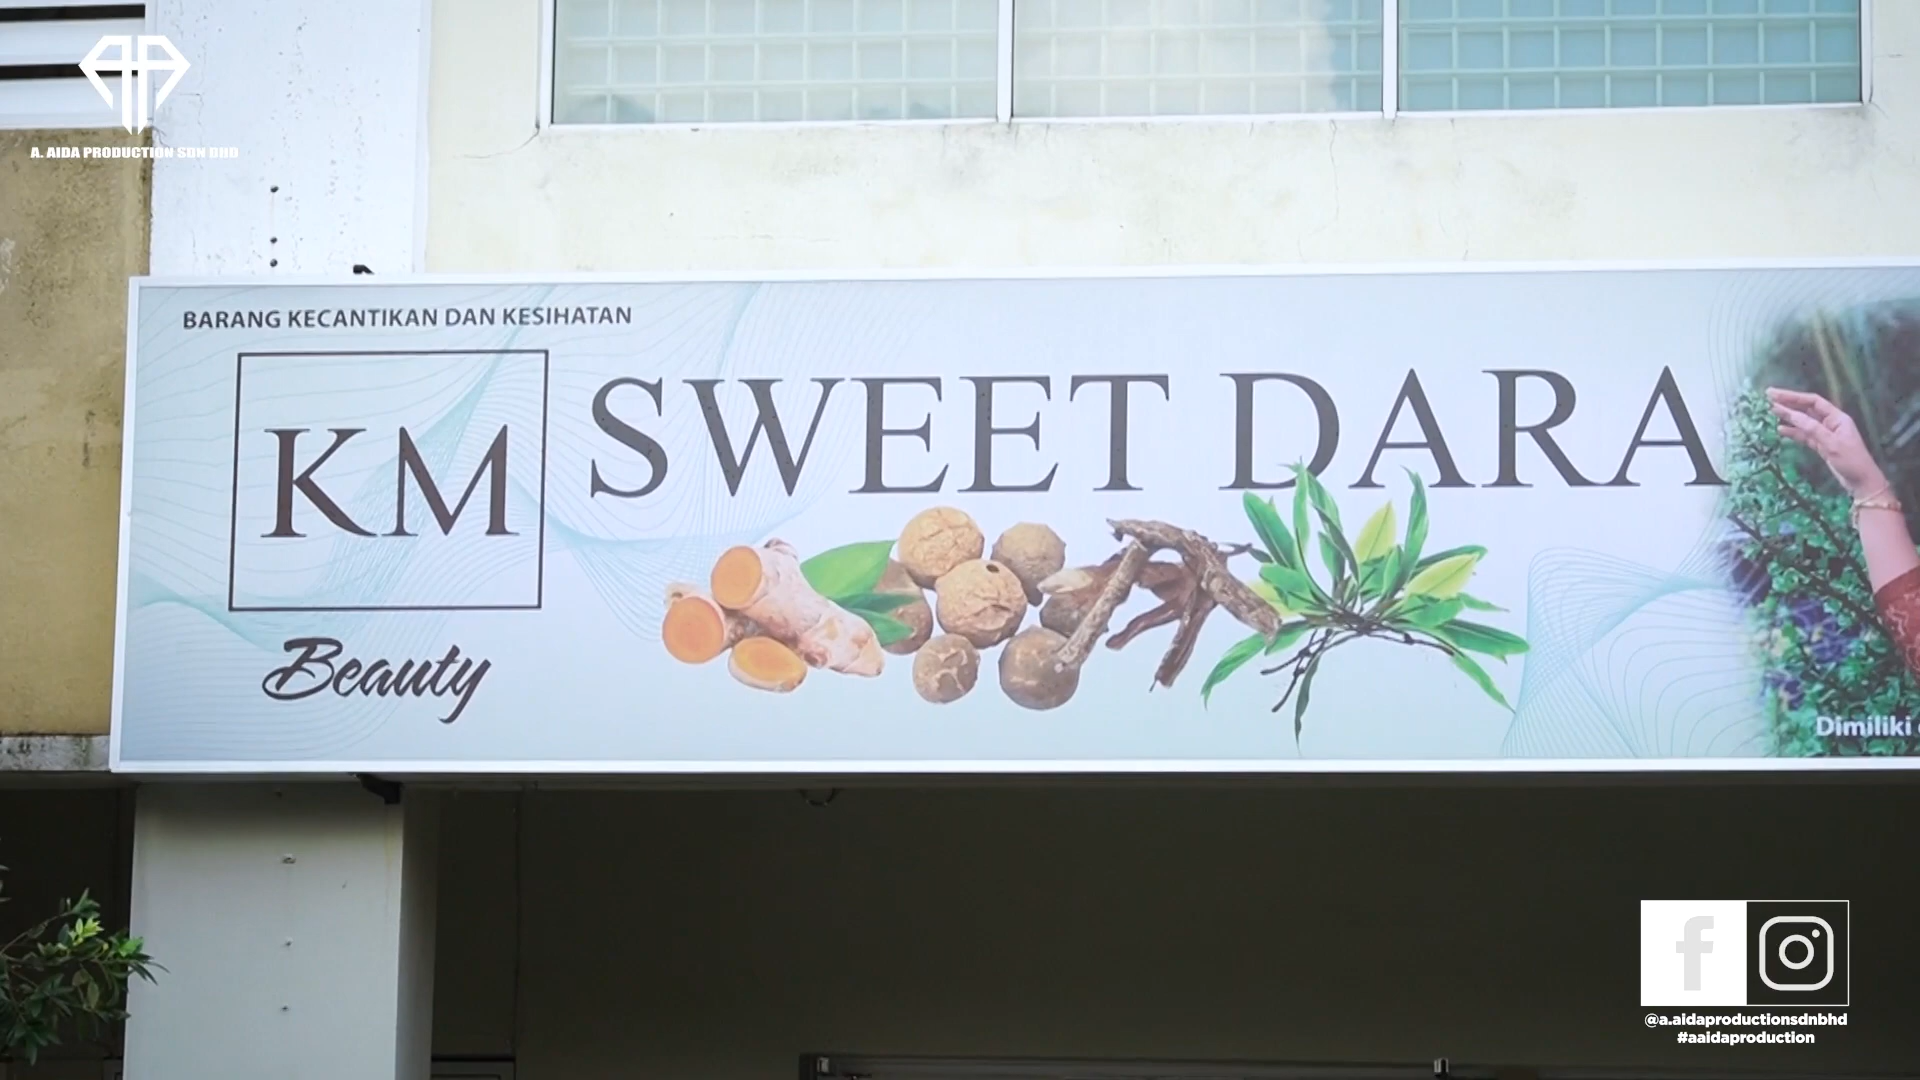 A. AIDA PRODUCTION SDN BHD
BARANG KECANTIKAN DAN KESIHATAN
KM
SWEET DARA
Beauty
Dimiliki
@a.aidaproductionsdnbhd
#aaidaproduction